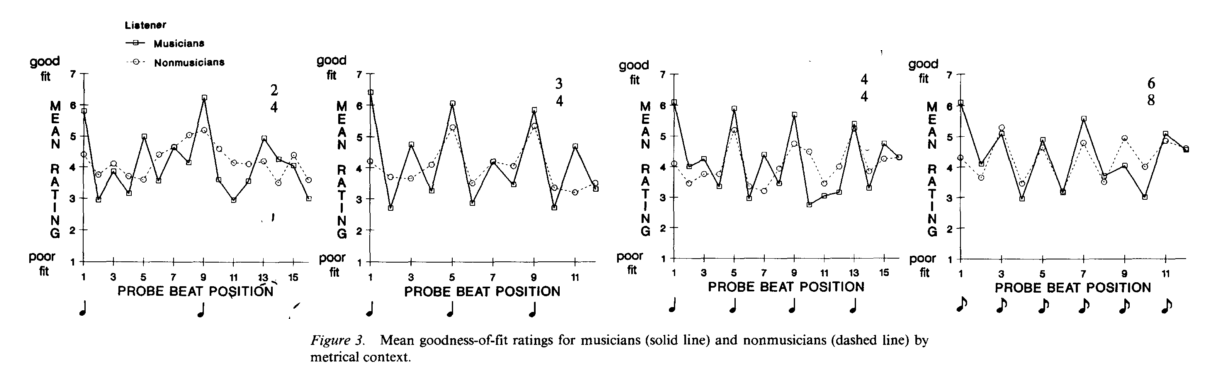 Listener
Musicians
Nonmusicians
good
fit
7
6
5
4
3
2
1
MEAN RATING
poor
fit
1 3 5 7 9 11 13 15
PROBE BEAT POSITION
2
4
good
fit
7
6
5
4
3
2
1
MEAN RATING
poor
fit
1 3 5 7 9 11
PROBE BEAT POSITION
3
4
good
fit
7
6
5
4
3
2
1
MEAN RATING
poor
fit
1 3 5 7 9 11 13 15
PROBE BEAT POSITION
4
4
good
fit
7
6
5
4
3
2
1
MEAN RATING
poor
fit
1 3 5 7 9 11
PROBE BEAT POSITION
6
8
Figure 3. Mean goodness-of-fit ratings for musicians (solid line) and nonmusicians (dashed line) by
metrical context.